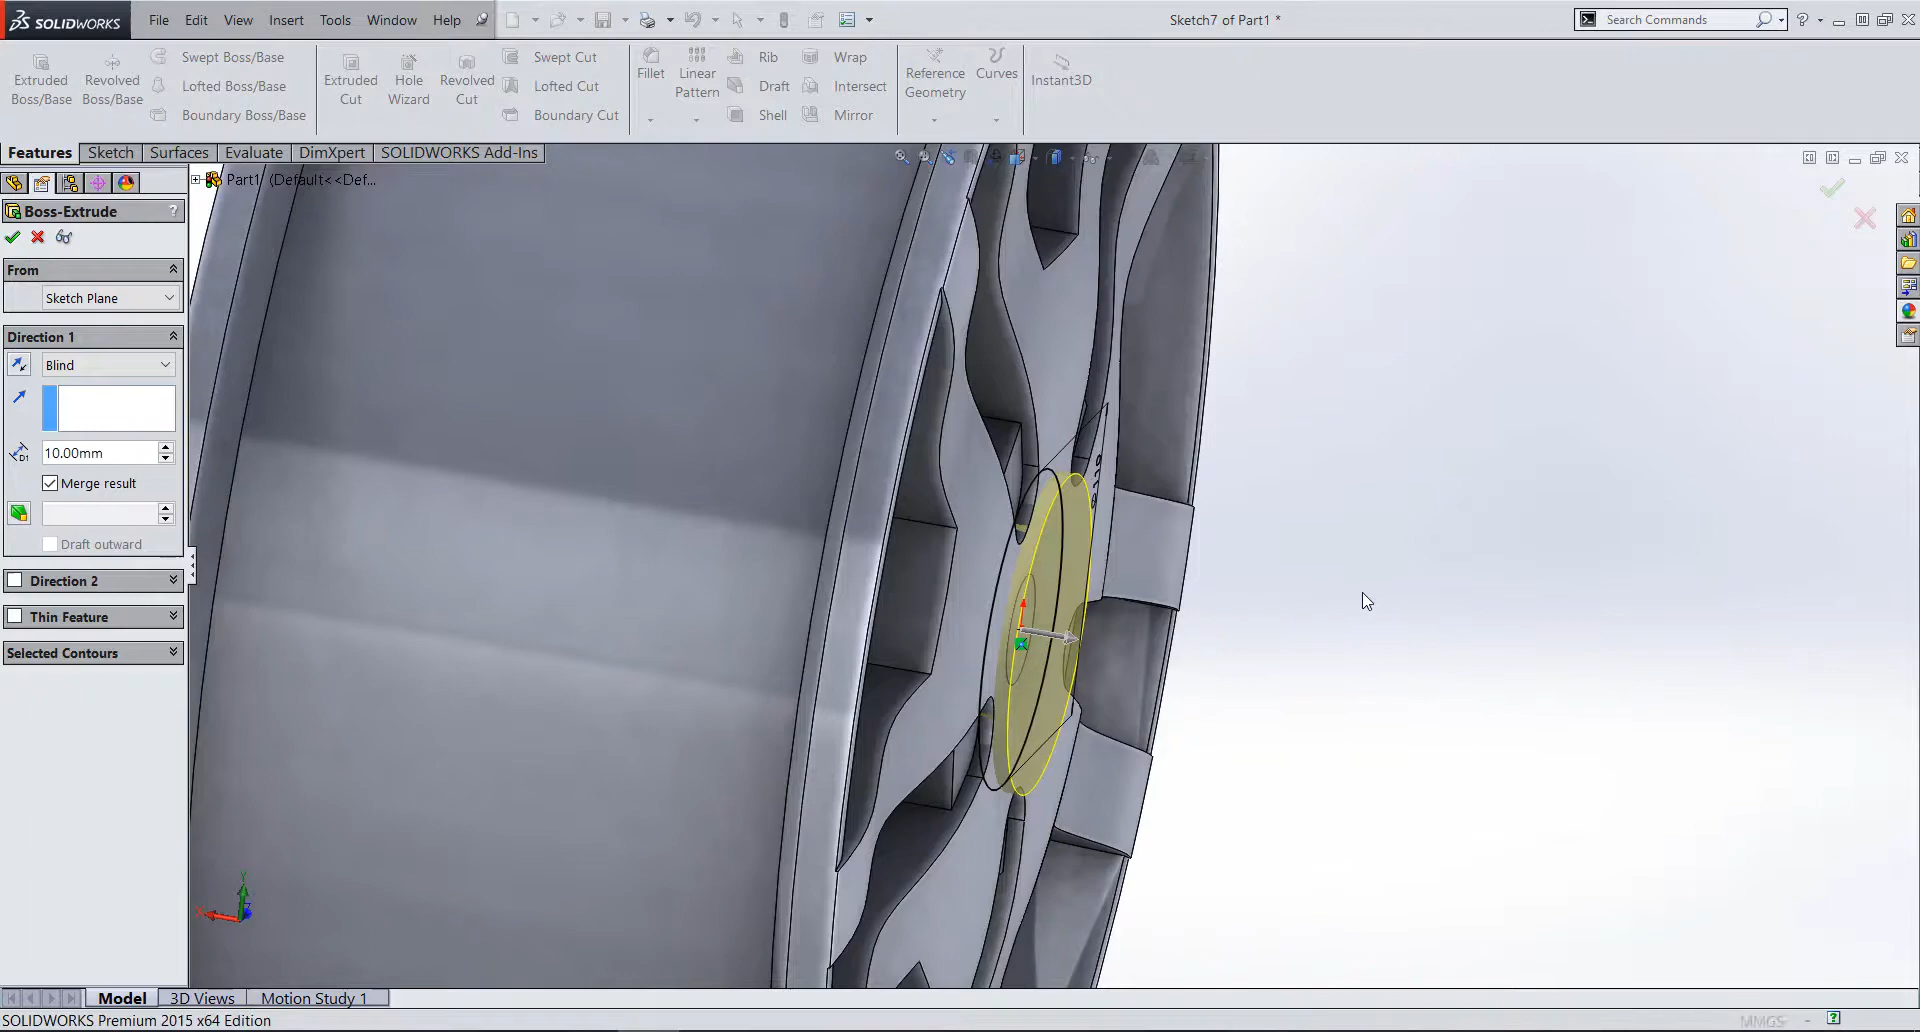 SOLIDWORKS File Edit View Insert Tools Window Help Sketch7 of Part1 * Search Commands
Extruded Boss/Base
Revolved Boss/Base
Swept Boss/Base
Lofted Boss/Base
Boundary Boss/Base
Extruded Cut
Hole Wizard
Revolved Cut
Swept Cut
Lofted Cut
Boundary Cut
Fillet
Linear Pattern
Rib
Draft
Shell
Wrap
Intersect
Mirror
Reference Geometry
Curves
Instant3D
Features Sketch Surfaces Evaluate DimXpert SOLIDWORKS Add-Ins
Part1 (Default<<Def...
Boss-Extrude ?
From
Sketch Plane
Direction 1
Blind
D1 10.00mm
Merge result
Draft outward
Direction 2
Thin Feature
Selected Contours
Y
X
Z
Model 3D Views Motion Study 1
SOLIDWORKS Premium 2015 x64 Edition MMGS - ?